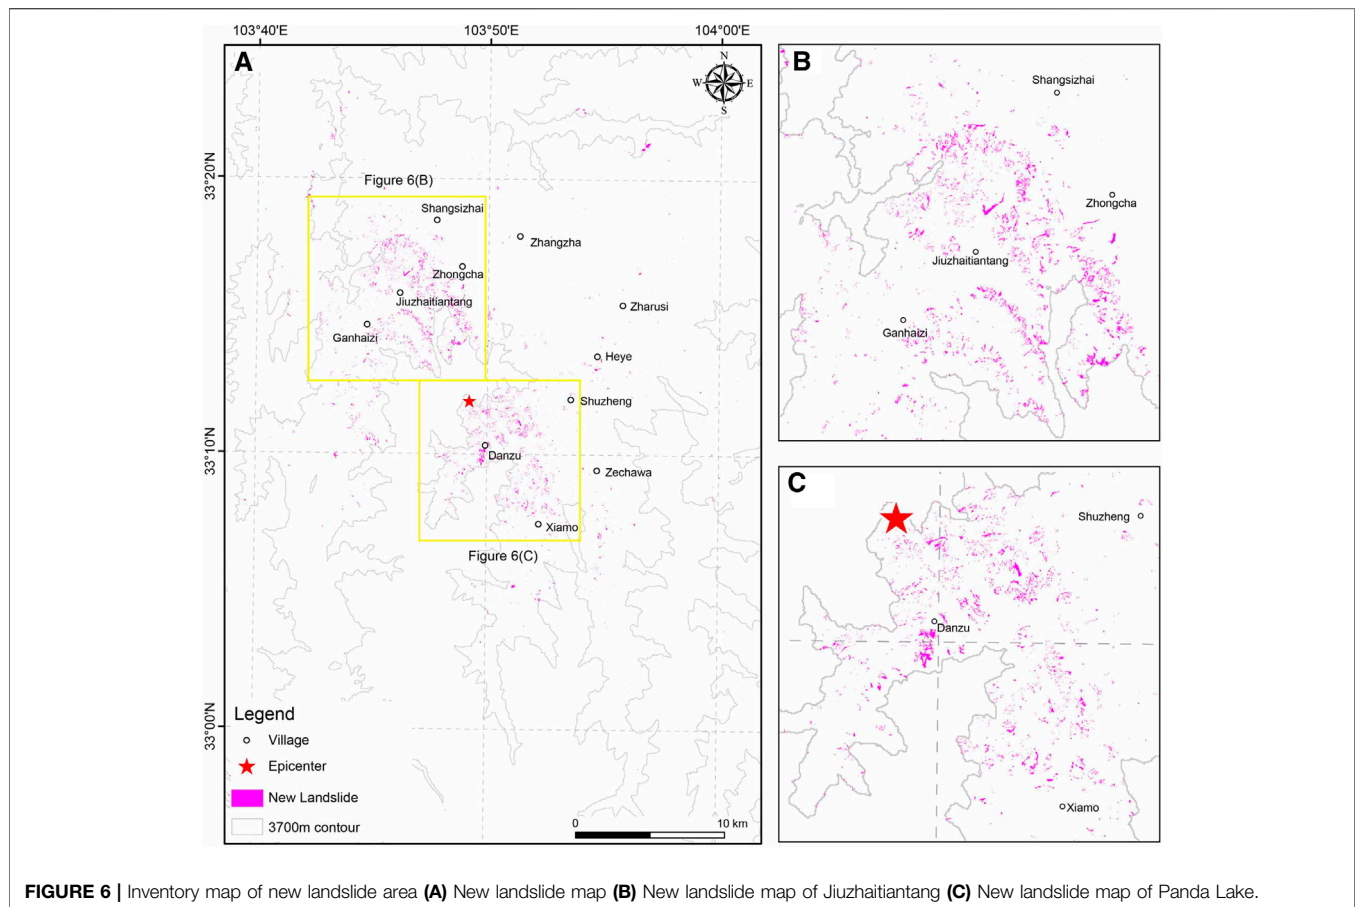 103°40'E
103°50'E
104°00'E
A
N
W
E
S
33°20'N
Figure 6(B)
Shangsizhai
Zhangzha
Zhongcha
Jiuzhaitiantang
Zharusi
Ganhaizi
Heye
Shuzheng
33°10'N
Danzu
Zechawa
Xiamo
Figure 6(C)
33°00'N
Legend
Village
Epicenter
New Landslide
3700m contour
0
10 km
B
Shangsizhai
Zhongcha
Jiuzhaitiantang
Ganhaizi
C
Shuzheng
Danzu
Xiamo
FIGURE 6 | Inventory map of new landslide area (A) New landslide map (B) New landslide map of Jiuzhaitiantang (C) New landslide map of Panda Lake.